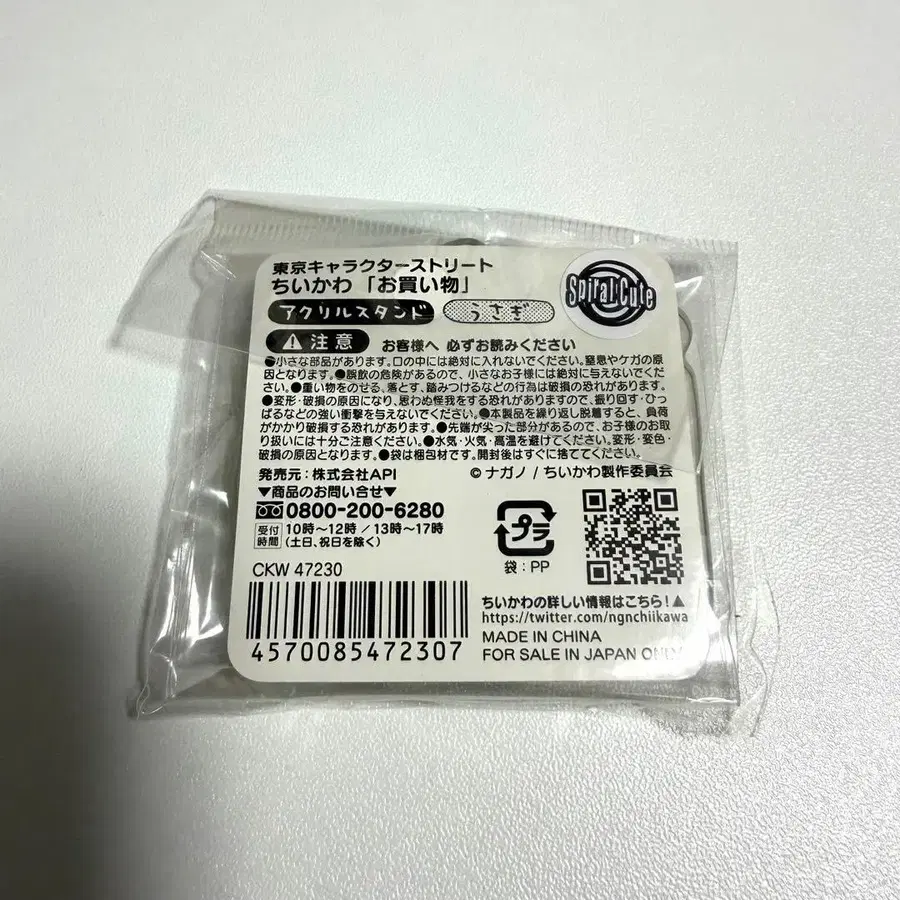 東京キャラクターストリート
ちいかわ「お買い物」
アクリルスタンド うさぎ
Spiral Cute
注意 お客様へ 必ずお読みください
●小さな部品があります。口の中には絶対に入れないでください。窒息やケガの原
因となります。●誤飲の危険があるので、小さなお子様には絶対に与えないでくださ
い。●重い物をのせる、落とす、踏みつけるなどの行為は破損の恐れがあります。
●変形・破損の原因になり、思わぬ怪我をする恐れがありますので、振り回す・ひっ
ぱるなどの強い衝撃を与えないでください。●本製品を繰り返し脱着すると、負荷
がかかり破損する恐れがあります。●先端が尖った部分があるので、お子様のお取
り扱いには十分ご注意ください。●水気・火気・高温を避けてください。変形・変色・
破損の原因となります。●袋は梱包材です。開封後はすぐに捨ててください。
発売元：株式会社API
©ナガノ / ちいかわ製作委員会
▼商品のお問い合せ▼
0800-200-6280
受付時間 10時～12時 / 13時～17時
(土日、祝日を除く)
プラ
袋：PP
CKW 47230
4570085472307
ちいかわの詳しい情報はこちら！▲
https://twitter.com/ngnchiikawa
MADE IN CHINA
FOR SALE IN JAPAN ONLY